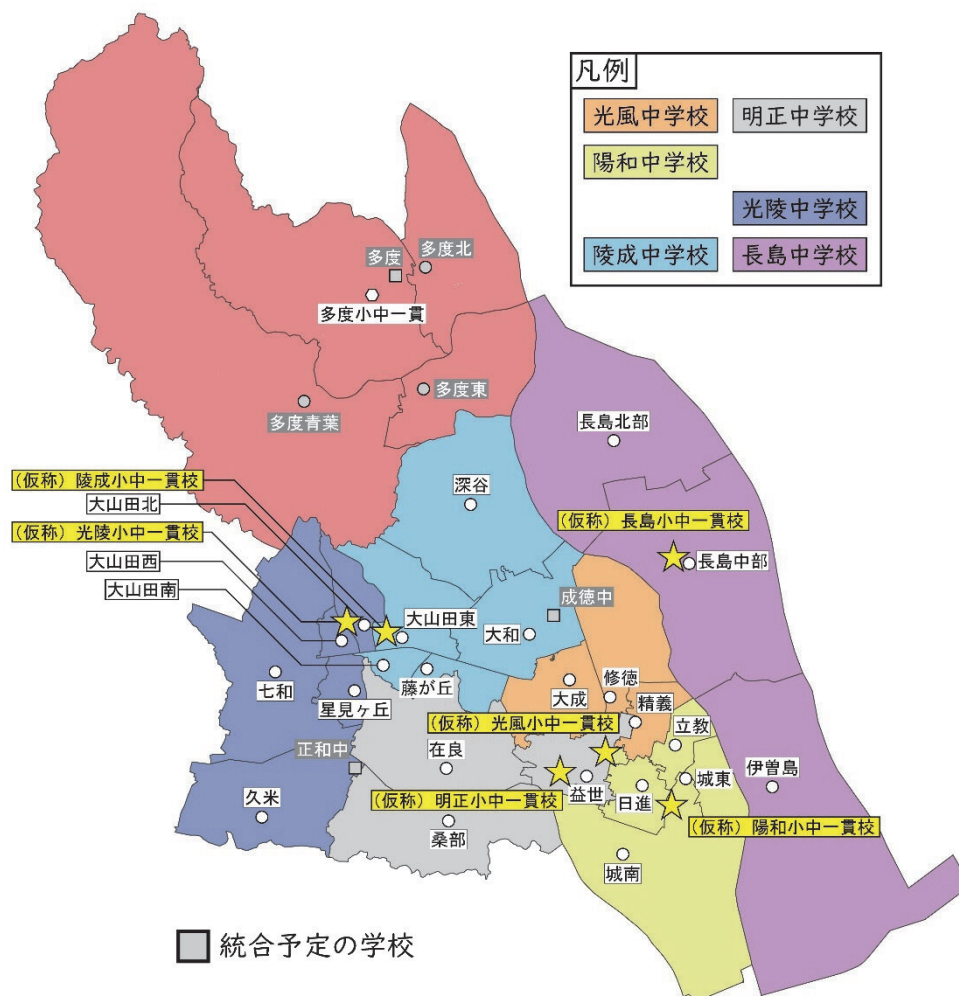 凡例
光風中学校
明正中学校
陽和中学校
光陵中学校
陵成中学校
長島中学校
多度
多度北
多度小中一貫
多度東
多度青葉
長島北部
(仮称) 陵成小中一貫校
深谷
大山田北
(仮称) 長島小中一貫校
(仮称) 光陵小中一貫校
大山田西
長島中部
大山田南
成徳中
大山田東
大和
七和
藤が丘
大成
修徳
星見ヶ丘
精義
(仮称) 光風小中一貫校
立教
正和中
在良
城東
伊曽島
久米
益世
日進
(仮称) 明正小中一貫校
(仮称) 陽和小中一貫校
桑部
城南
統合予定の学校